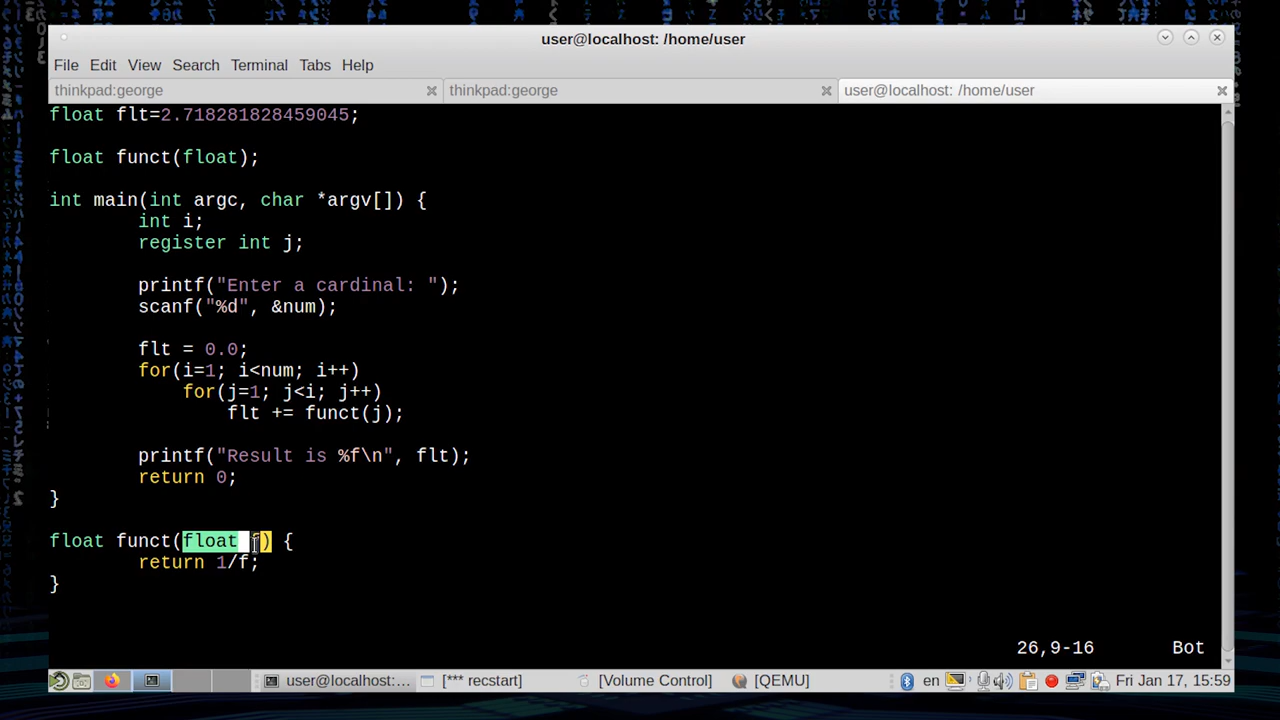 user@localhost: /home/user
File Edit View Search Terminal Tabs Help
thinkpad:george thinkpad:george user@localhost: /home/user
float flt=2.718281828459045;
float funct(float);
int main(int argc, char *argv[]) {
int i;
register int j;
printf("Enter a cardinal: ");
scanf("%d", &num);
flt = 0.0;
for(i=1; i<num; i++)
for(j=1; j<i; j++)
flt += funct(j);
printf("Result is %f\n", flt);
return 0;
}
float funct(float f) {
return 1/f;
}
26,9-16 Bot
user@localhost:... [*** recstart] [Volume Control] [QEMU] en Fri Jan 17, 15:59